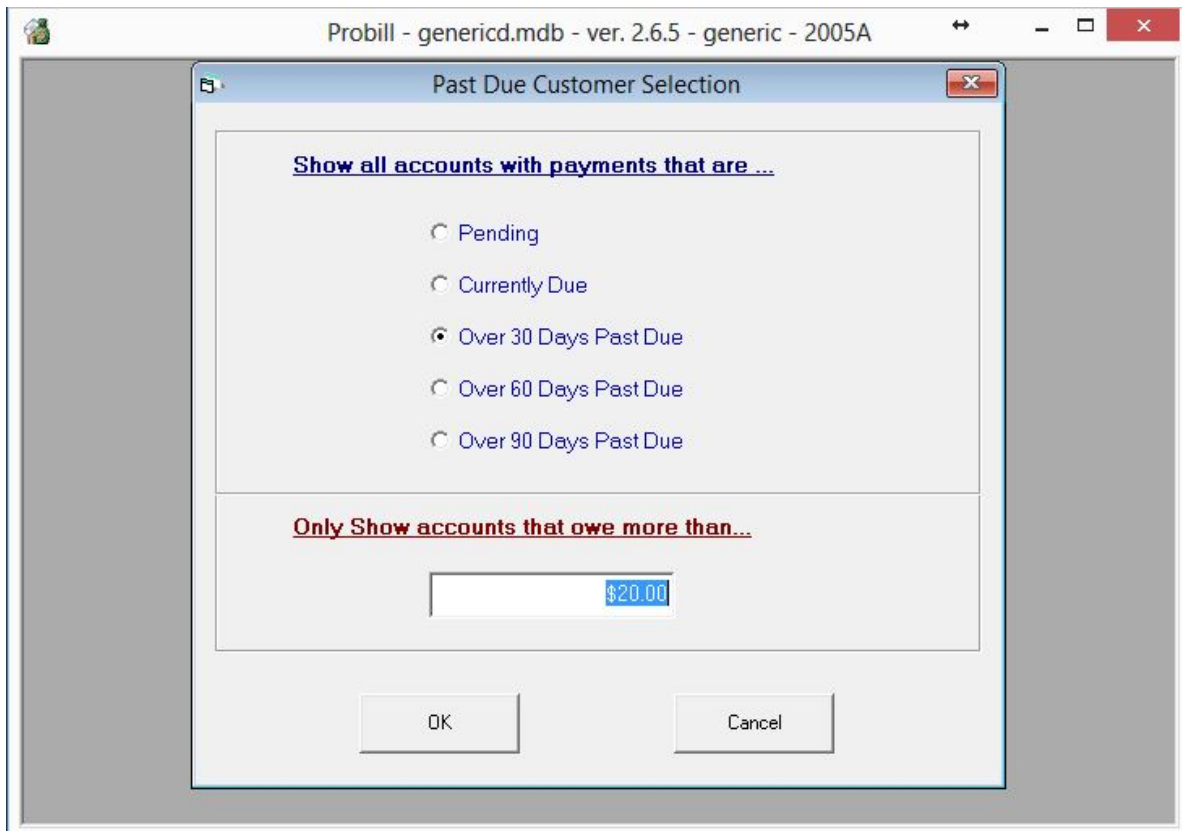 Probill - genericd.mdb - ver. 2.6.5 - generic - 2005A
Past Due Customer Selection
Show all accounts with payments that are ...
Pending
Currently Due
Over 30 Days Past Due
Over 60 Days Past Due
Over 90 Days Past Due
Only Show accounts that owe more than...
$20.00
OK
Cancel